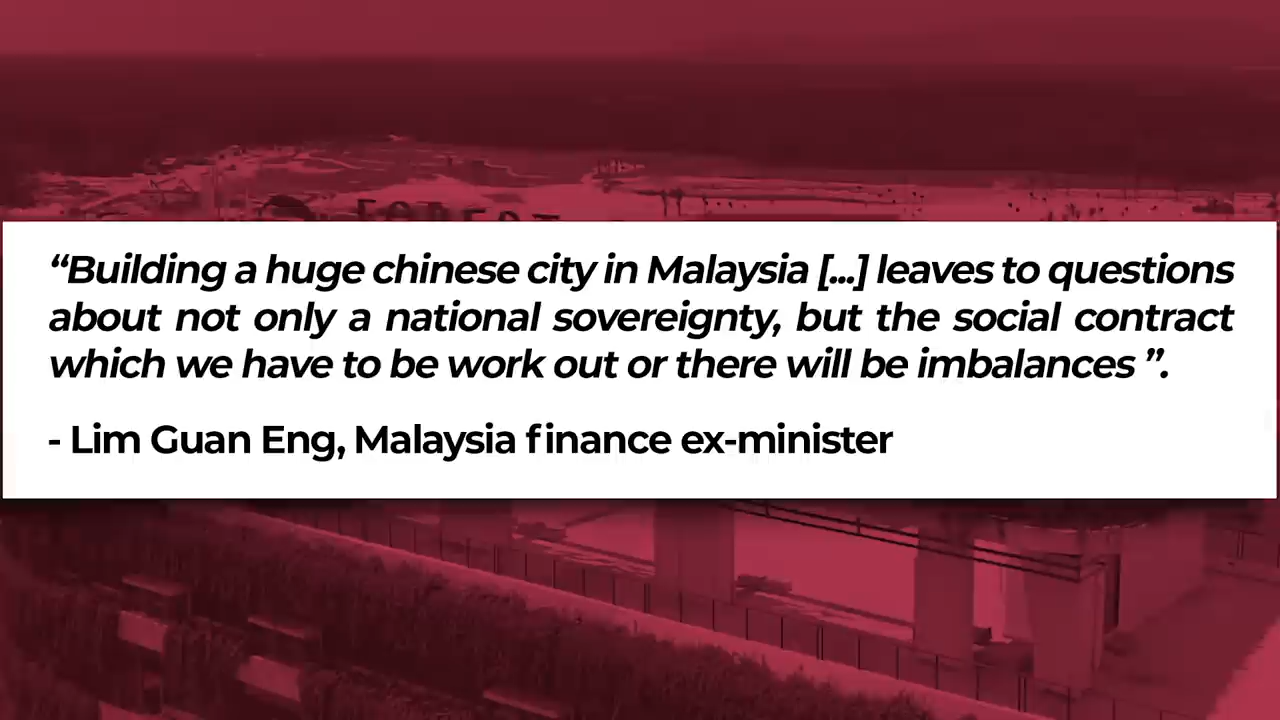 “Building a huge chinese city in Malaysia [...] leaves to questions
about not only a national sovereignty, but the social contract
which we have to be work out or there will be imbalances ”.
- Lim Guan Eng, Malaysia finance ex-minister